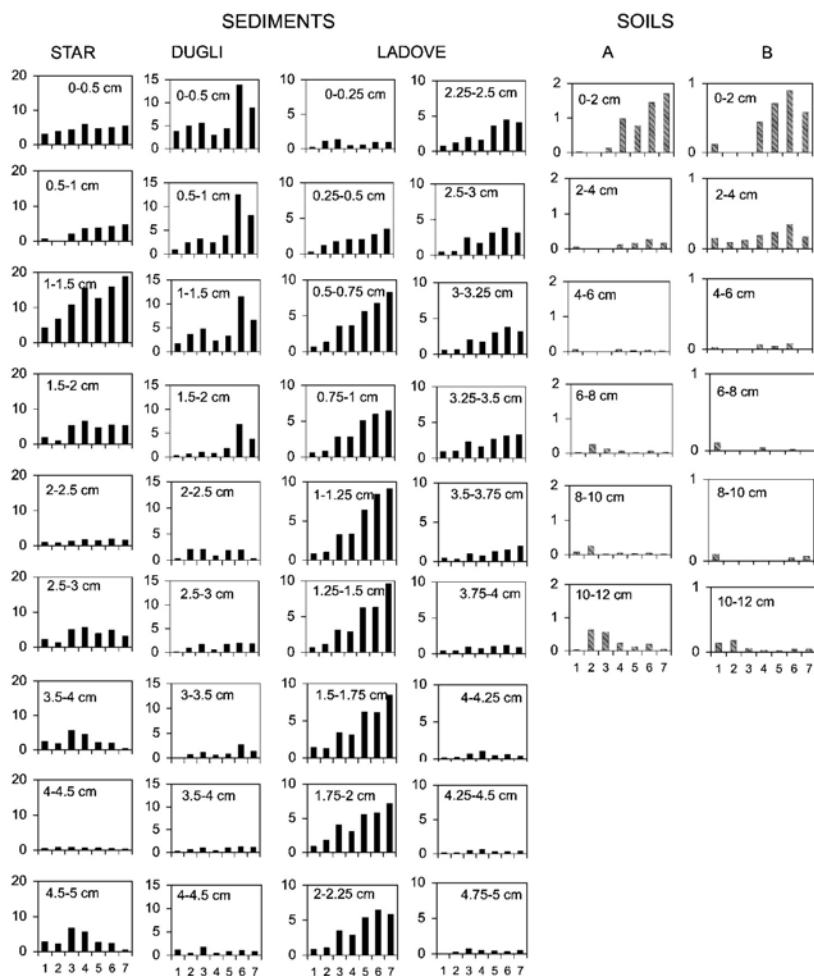 SEDIMENTS SOILS
STAR DUGLI LADOVE A B
20 15 10 10 2 1
0-0.5 cm 0-0.5 cm 0-0.25 cm 2.25-2.5 cm 0-2 cm 0-2 cm
10 10 5 5 1
5
0 0 0 0 0 0
20 15 10 10 2 1
0.5-1 cm 0.5-1 cm 0.25-0.5 cm 2.5-3 cm 2-4 cm 2-4 cm
10 10 5 5 1
5
0 0 0 0 0 0
20 15 10 10 2 1
1-1.5 cm 1-1.5 cm 0.5-0.75 cm 3-3.25 cm 4-6 cm 4-6 cm
10 10 5 5 1
5
0 0 0 0 0 0
20 15 10 10 2 1
1.5-2 cm 1.5-2 cm 0.75-1 cm 3.25-3.5 cm 6-8 cm 6-8 cm
10 10 5 5 1
5
0 0 0 0 0 0
20 15 10 10 2 1
2-2.5 cm 2-2.5 cm 1-1.25 cm 3.5-3.75 cm 8-10 cm 8-10 cm
10 10 5 5 1
5
0 0 0 0 0 0
20 15 10 10 2 1
2.5-3 cm 2.5-3 cm 1.25-1.5 cm 3.75-4 cm 10-12 cm 10-12 cm
10 10 5 5 1
5
0 0 0 0 0 0
1 2 3 4 5 6 7 1 2 3 4 5 6 7
20 15 10 10
3.5-4 cm 3-3.5 cm 1.5-1.75 cm 4-4.25 cm
10 10 5 5
5
0 0 0 0
20 15 10 10
4-4.5 cm 3.5-4 cm 1.75-2 cm 4.25-4.5 cm
10 10 5 5
5
0 0 0 0
20 15 10 10
4.5-5 cm 4-4.5 cm 2-2.25 cm 4.75-5 cm
10 10 5 5
5
0 0 0 0
1 2 3 4 5 6 7 1 2 3 4 5 6 7 1 2 3 4 5 6 7 1 2 3 4 5 6 7